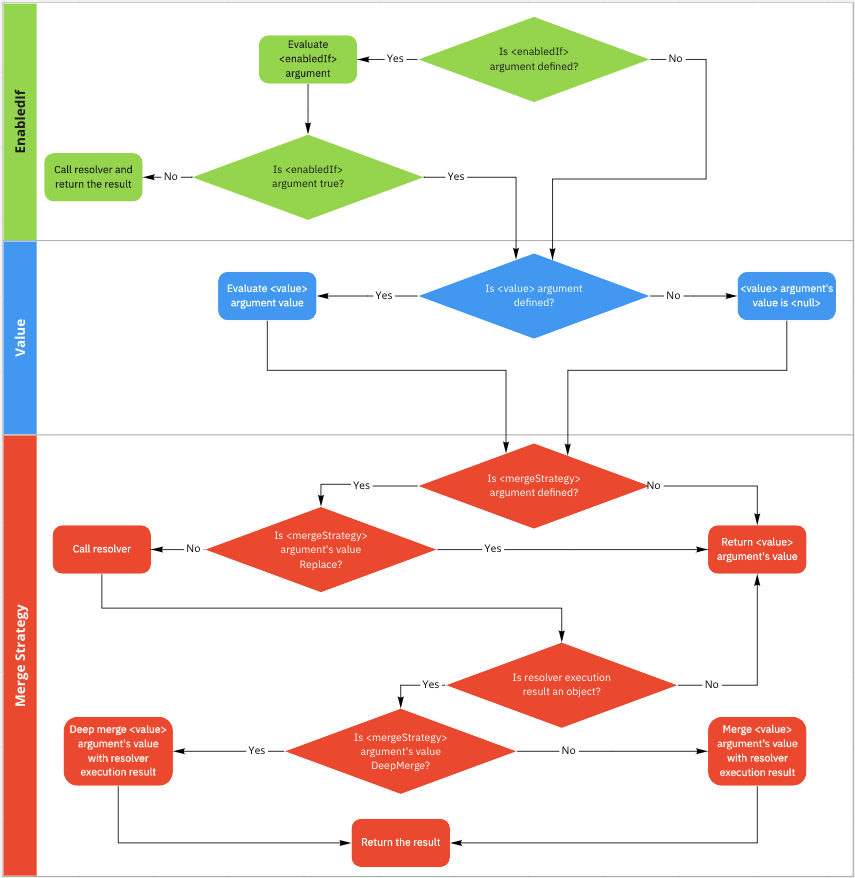 EnabledIf
Evaluate
<enabledIf>
argument
Yes
Is <enabledIf>
argument defined?
No
Call resolver and
return the result
No
Is <enabledIf>
argument true?
Yes
Value
Evaluate <value>
argument value
Yes
Is <value> argument
defined?
No
<value> argument's
value is <null>
Merge Strategy
Is <mergeStrategy>
argument defined?
Yes
No
Call resolver
No
Is <mergeStrategy>
argument's value
Replace?
Yes
Return <value>
argument's value
Is resolver execution
result an object?
Yes
No
Deep merge <value>
argument's value
with resolver
execution result
Yes
Is <mergeStrategy>
argument's value
DeepMerge?
No
Merge <value>
argument's value
with resolver
execution result
Return the result